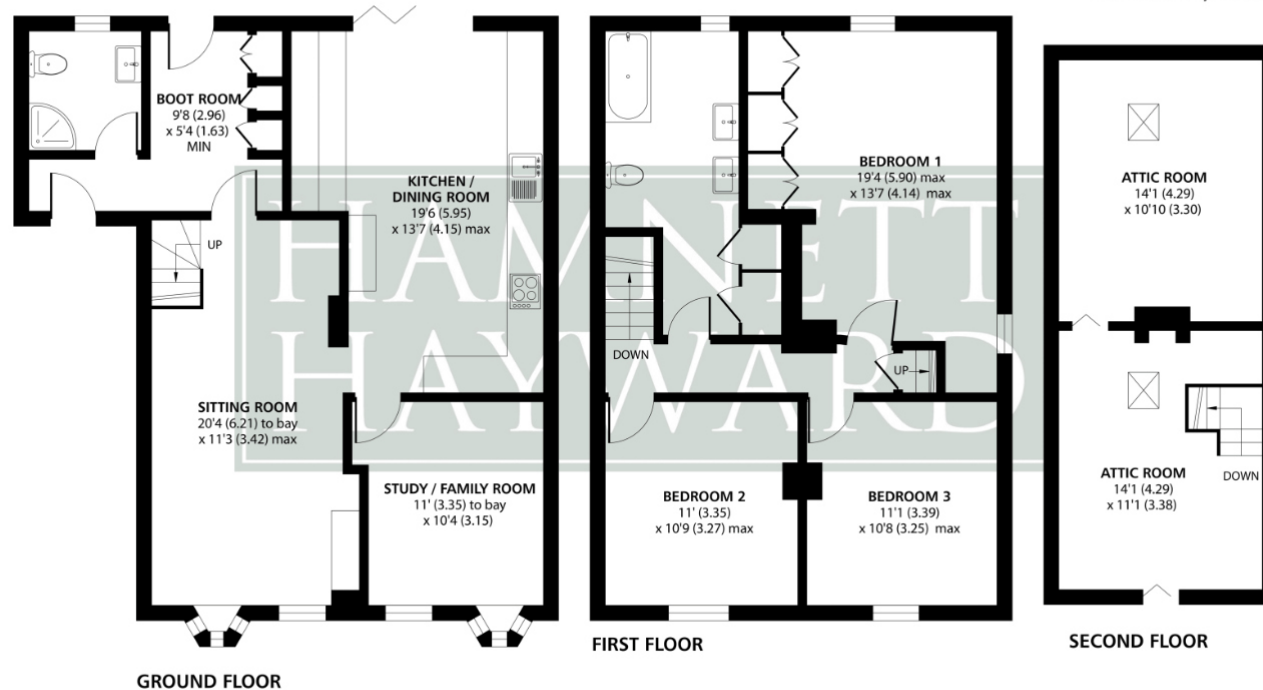 BOOT ROOM
9'8 (2.96)
x 5'4 (1.63)
MIN
KITCHEN /
DINING ROOM
19'6 (5.95)
x 13'7 (4.15) max
UP
SITTING ROOM
20'4 (6.21) to bay
x 11'3 (3.42) max
STUDY / FAMILY ROOM
11' (3.35) to bay
x 10'4 (3.15)
GROUND FLOOR
BEDROOM 1
19'4 (5.90) max
x 13'7 (4.14) max
DOWN
UP
BEDROOM 2
11' (3.35)
x 10'9 (3.27) max
BEDROOM 3
11'1 (3.39)
x 10'8 (3.25) max
FIRST FLOOR
ATTIC ROOM
14'1 (4.29)
x 10'10 (3.30)
ATTIC ROOM
14'1 (4.29)
x 11'1 (3.38)
DOWN
SECOND FLOOR
HAMNETT
HAYWARD